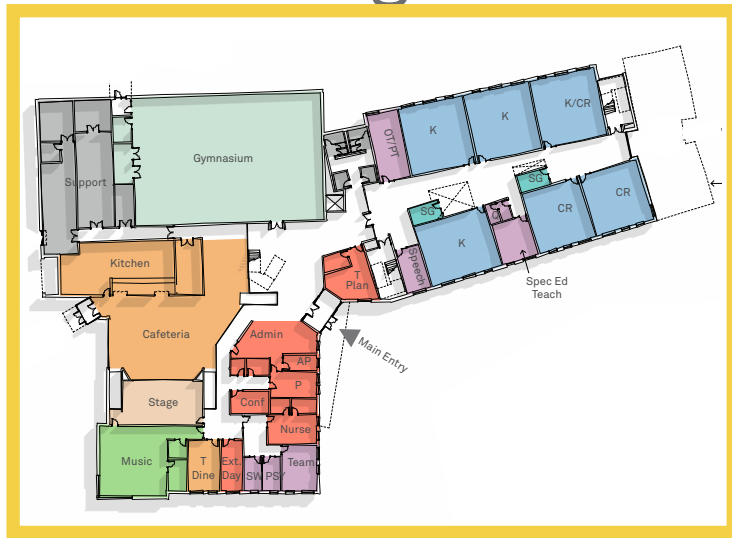 K/CR
K
K
OT/PT
Gymnasium
Support
SG
CR
CR
SG
K
Speech
Spec Ed
Teach
Kitchen
T
Plan
Cafeteria
Admin
Main Entry
AP
P
Stage
Conf
Nurse
Music
T
Dine
Ext.
Day
SW
PSY
Team